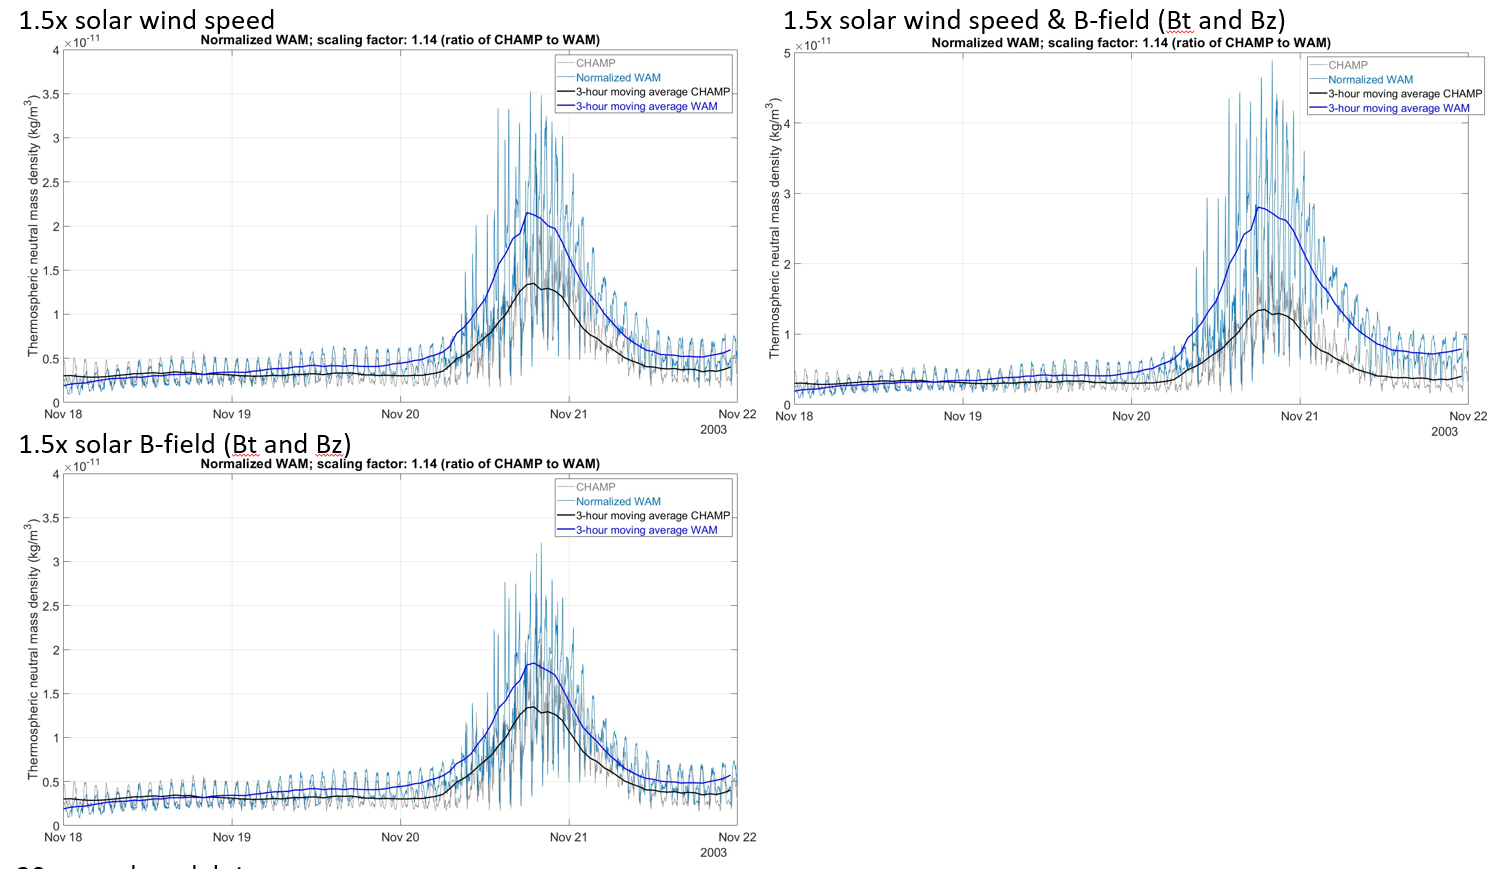 1.5x solar wind speed
Normalized WAM; scaling factor: 1.14 (ratio of CHAMP to WAM)
×10⁻¹¹
Thermospheric neutral mass density (kg/m³)
4
3.5
3
2.5
2
1.5
1
0.5
0
CHAMP
Normalized WAM
3-hour moving average CHAMP
3-hour moving average WAM
Nov 18 Nov 19 Nov 20 Nov 21 Nov 22
2003
1.5x solar wind speed & B-field (Bt and Bz)
Normalized WAM; scaling factor: 1.14 (ratio of CHAMP to WAM)
×10⁻¹¹
Thermospheric neutral mass density (kg/m³)
5
4
3
2
1
0
CHAMP
Normalized WAM
3-hour moving average CHAMP
3-hour moving average WAM
Nov 18 Nov 19 Nov 20 Nov 21 Nov 22
2003
1.5x solar B-field (Bt and Bz)
Normalized WAM; scaling factor: 1.14 (ratio of CHAMP to WAM)
×10⁻¹¹
Thermospheric neutral mass density (kg/m³)
4
3.5
3
2.5
2
1.5
1
0.5
0
CHAMP
Normalized WAM
3-hour moving average CHAMP
3-hour moving average WAM
Nov 18 Nov 19 Nov 20 Nov 21 Nov 22
2003